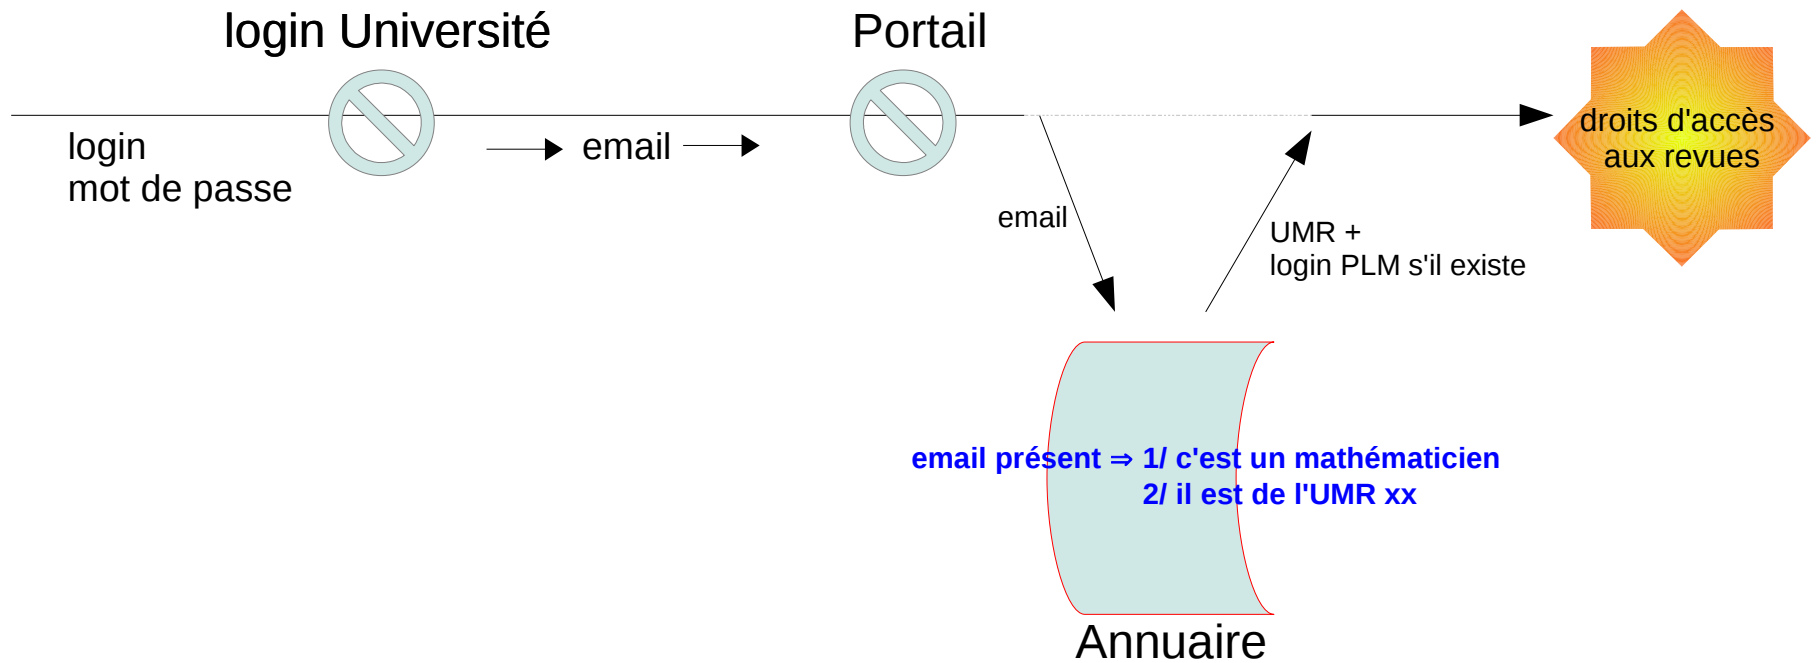 login Université
Portail
droits d'accès
aux revues
login
mot de passe
email
email
UMR +
login PLM s'il existe
email présent ⇒ 1/ c'est un mathématicien
2/ il est de l'UMR xx
Annuaire